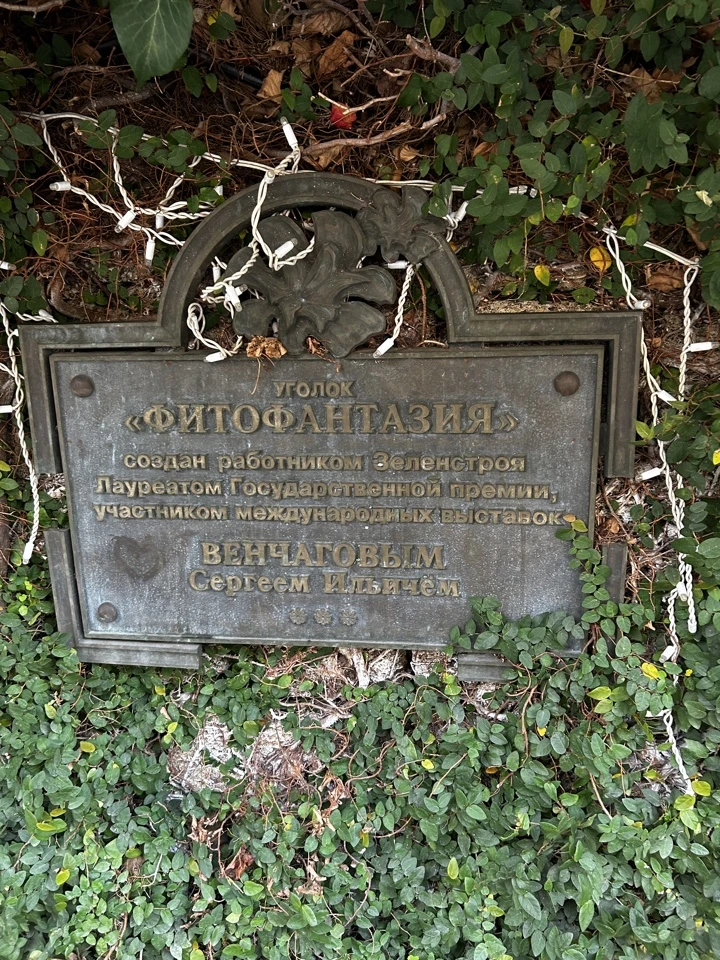 УГОЛОК
«ФИТОФАНТАЗИЯ»
создан работником Зеленстроя
Лауреатом Государственной премии,
участником международных выставок
ВЕНЧАГОВЫМ
Сергеем Ильичём